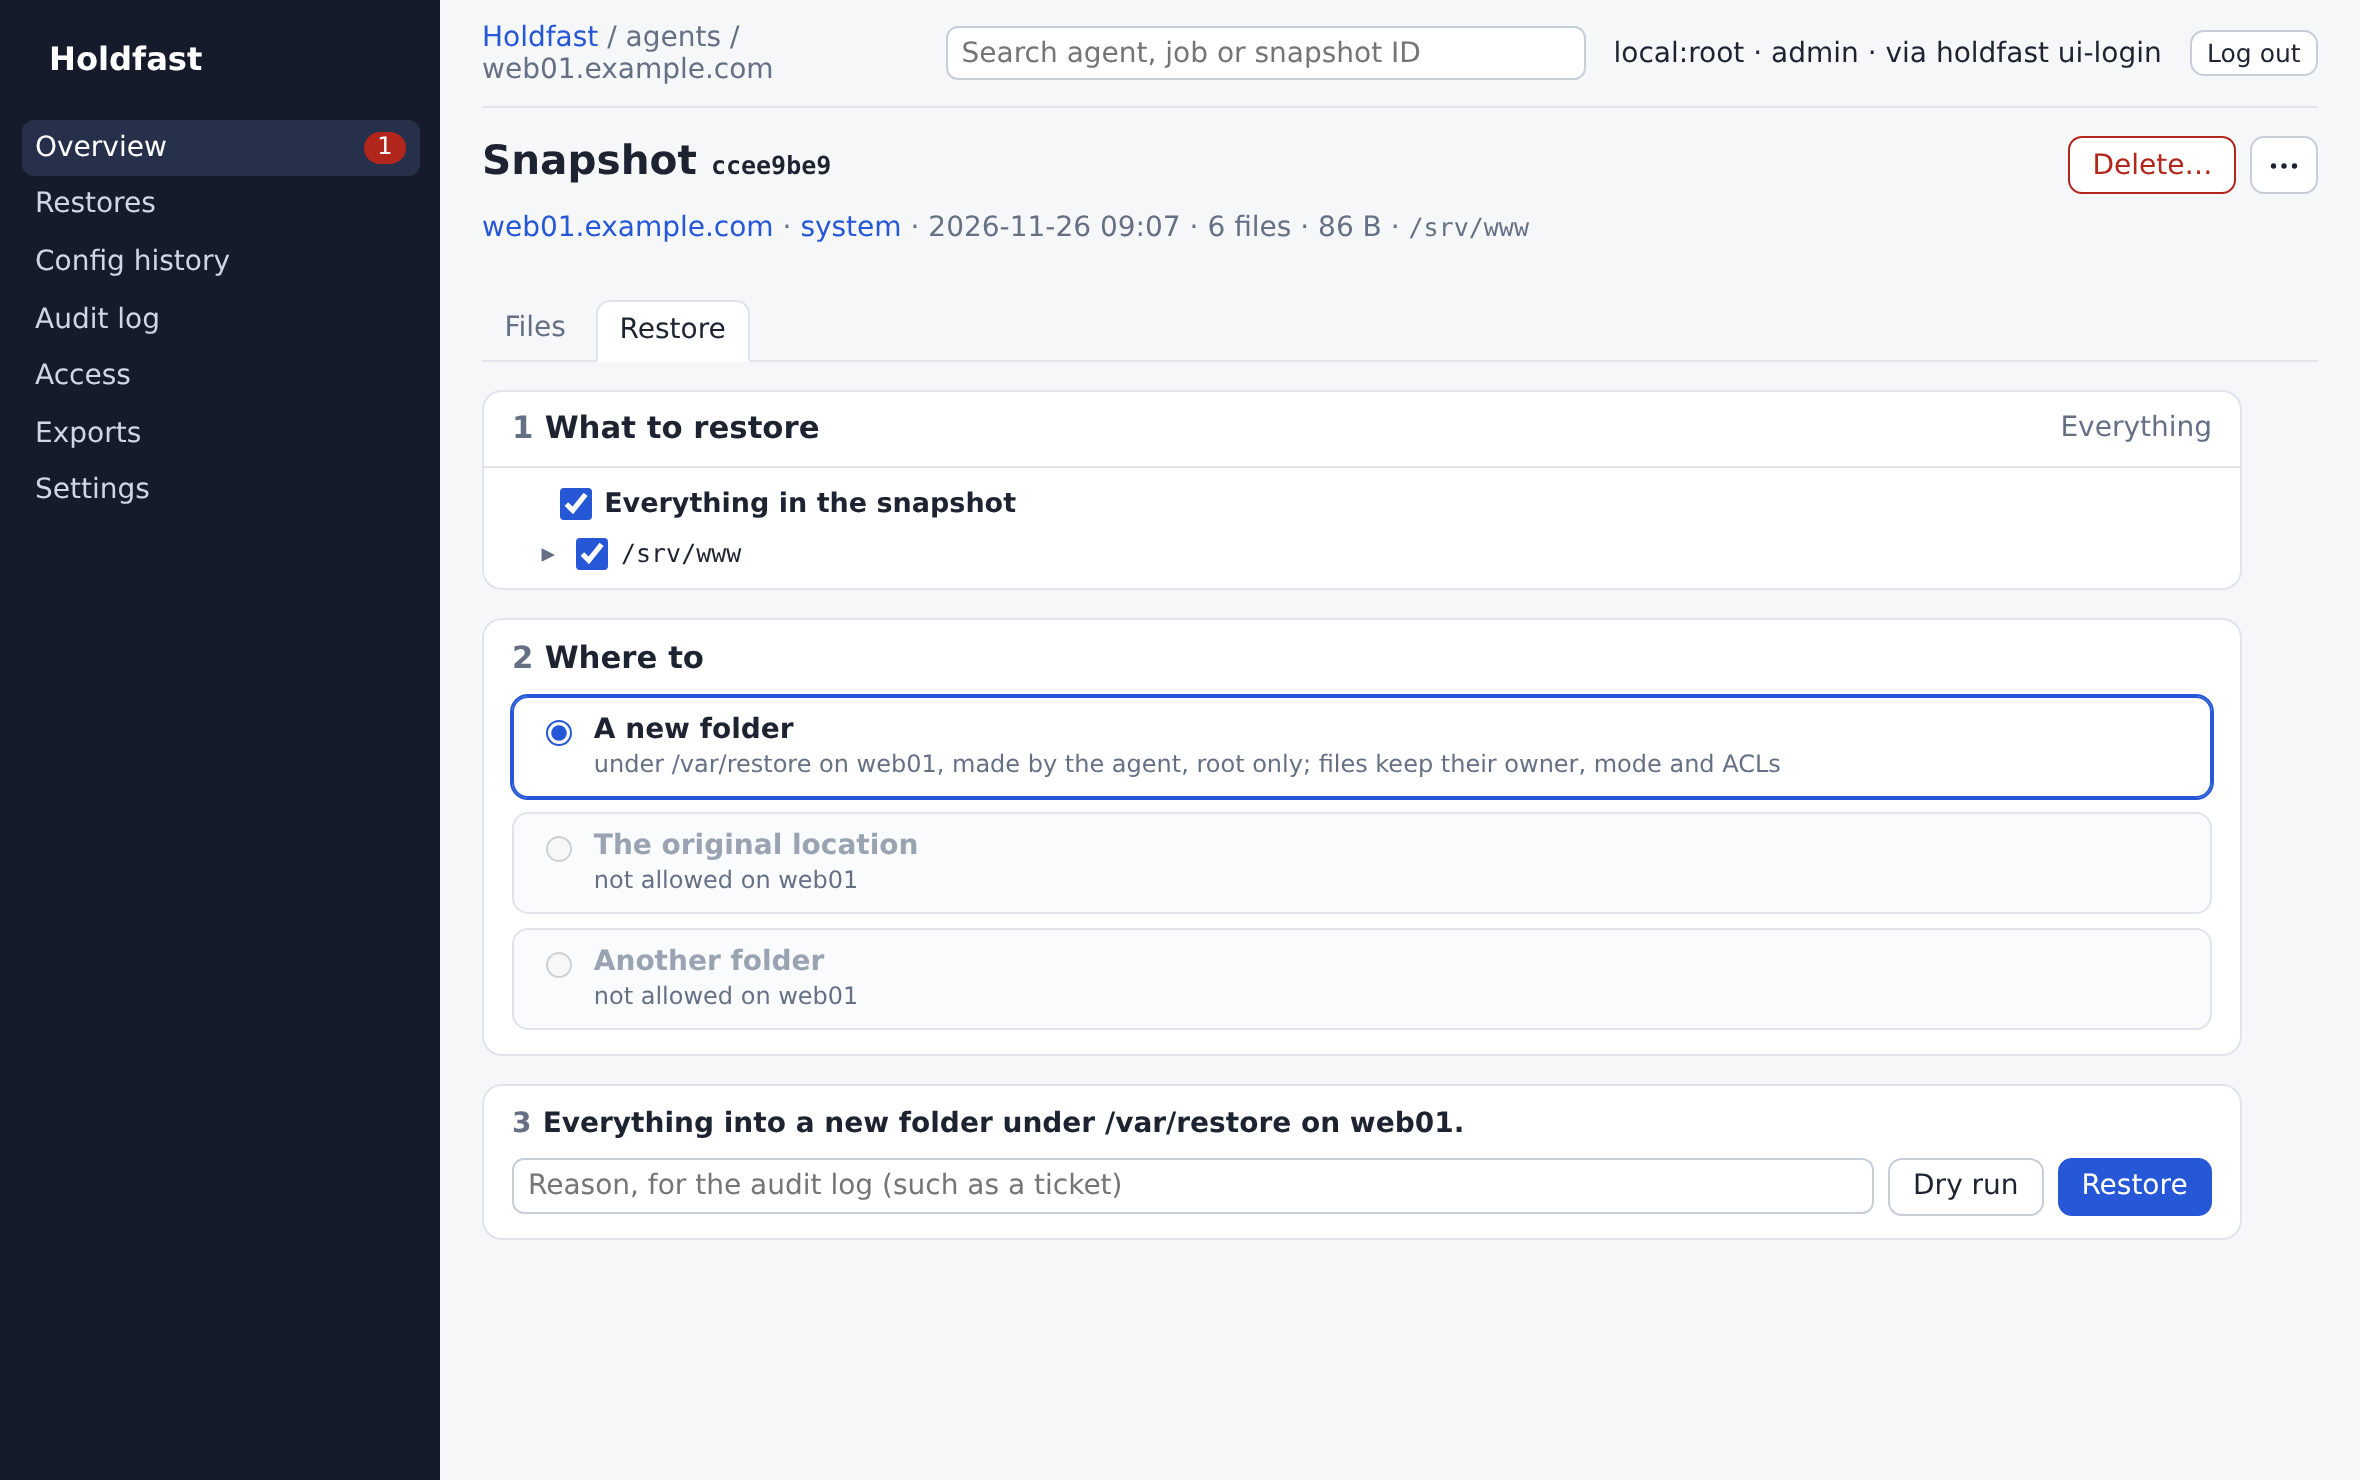 Holdfast
Overview 1
Restores
Config history
Audit log
Access
Exports
Settings
Holdfast / agents /
web01.example.com
Search agent, job or snapshot ID
local:root · admin · via holdfast ui-login
Log out
Snapshot ccee9be9
Delete…
···
web01.example.com · system · 2026-11-26 09:07 · 6 files · 86 B · /srv/www
Files
Restore
1 What to restore
Everything
Everything in the snapshot
/srv/www
2 Where to
A new folder
under /var/restore on web01, made by the agent, root only; files keep their owner, mode and ACLs
The original location
not allowed on web01
Another folder
not allowed on web01
3 Everything into a new folder under /var/restore on web01.
Reason, for the audit log (such as a ticket)
Dry run
Restore